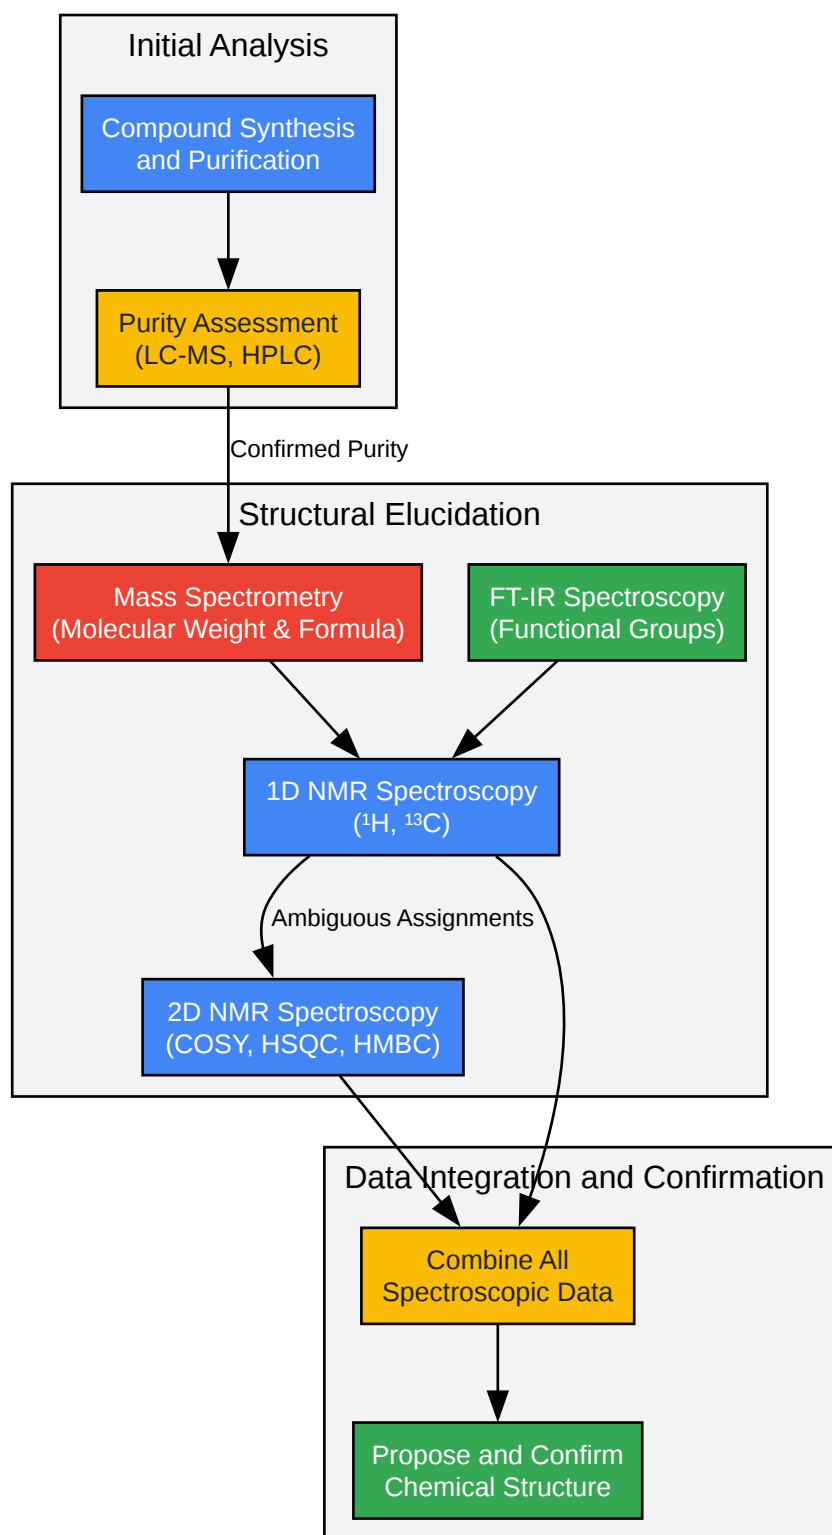 Initial Analysis
Compound Synthesis
and Purification
Purity Assessment
(LC-MS, HPLC)
Confirmed Purity
Structural Elucidation
Mass Spectrometry
(Molecular Weight & Formula)
FT-IR Spectroscopy
(Functional Groups)
1D NMR Spectroscopy
(¹H, ¹³C)
Ambiguous Assignments
2D NMR Spectroscopy
(COSY, HSQC, HMBC)
Data Integration and Confirmation
Combine All
Spectroscopic Data
Propose and Confirm
Chemical Structure